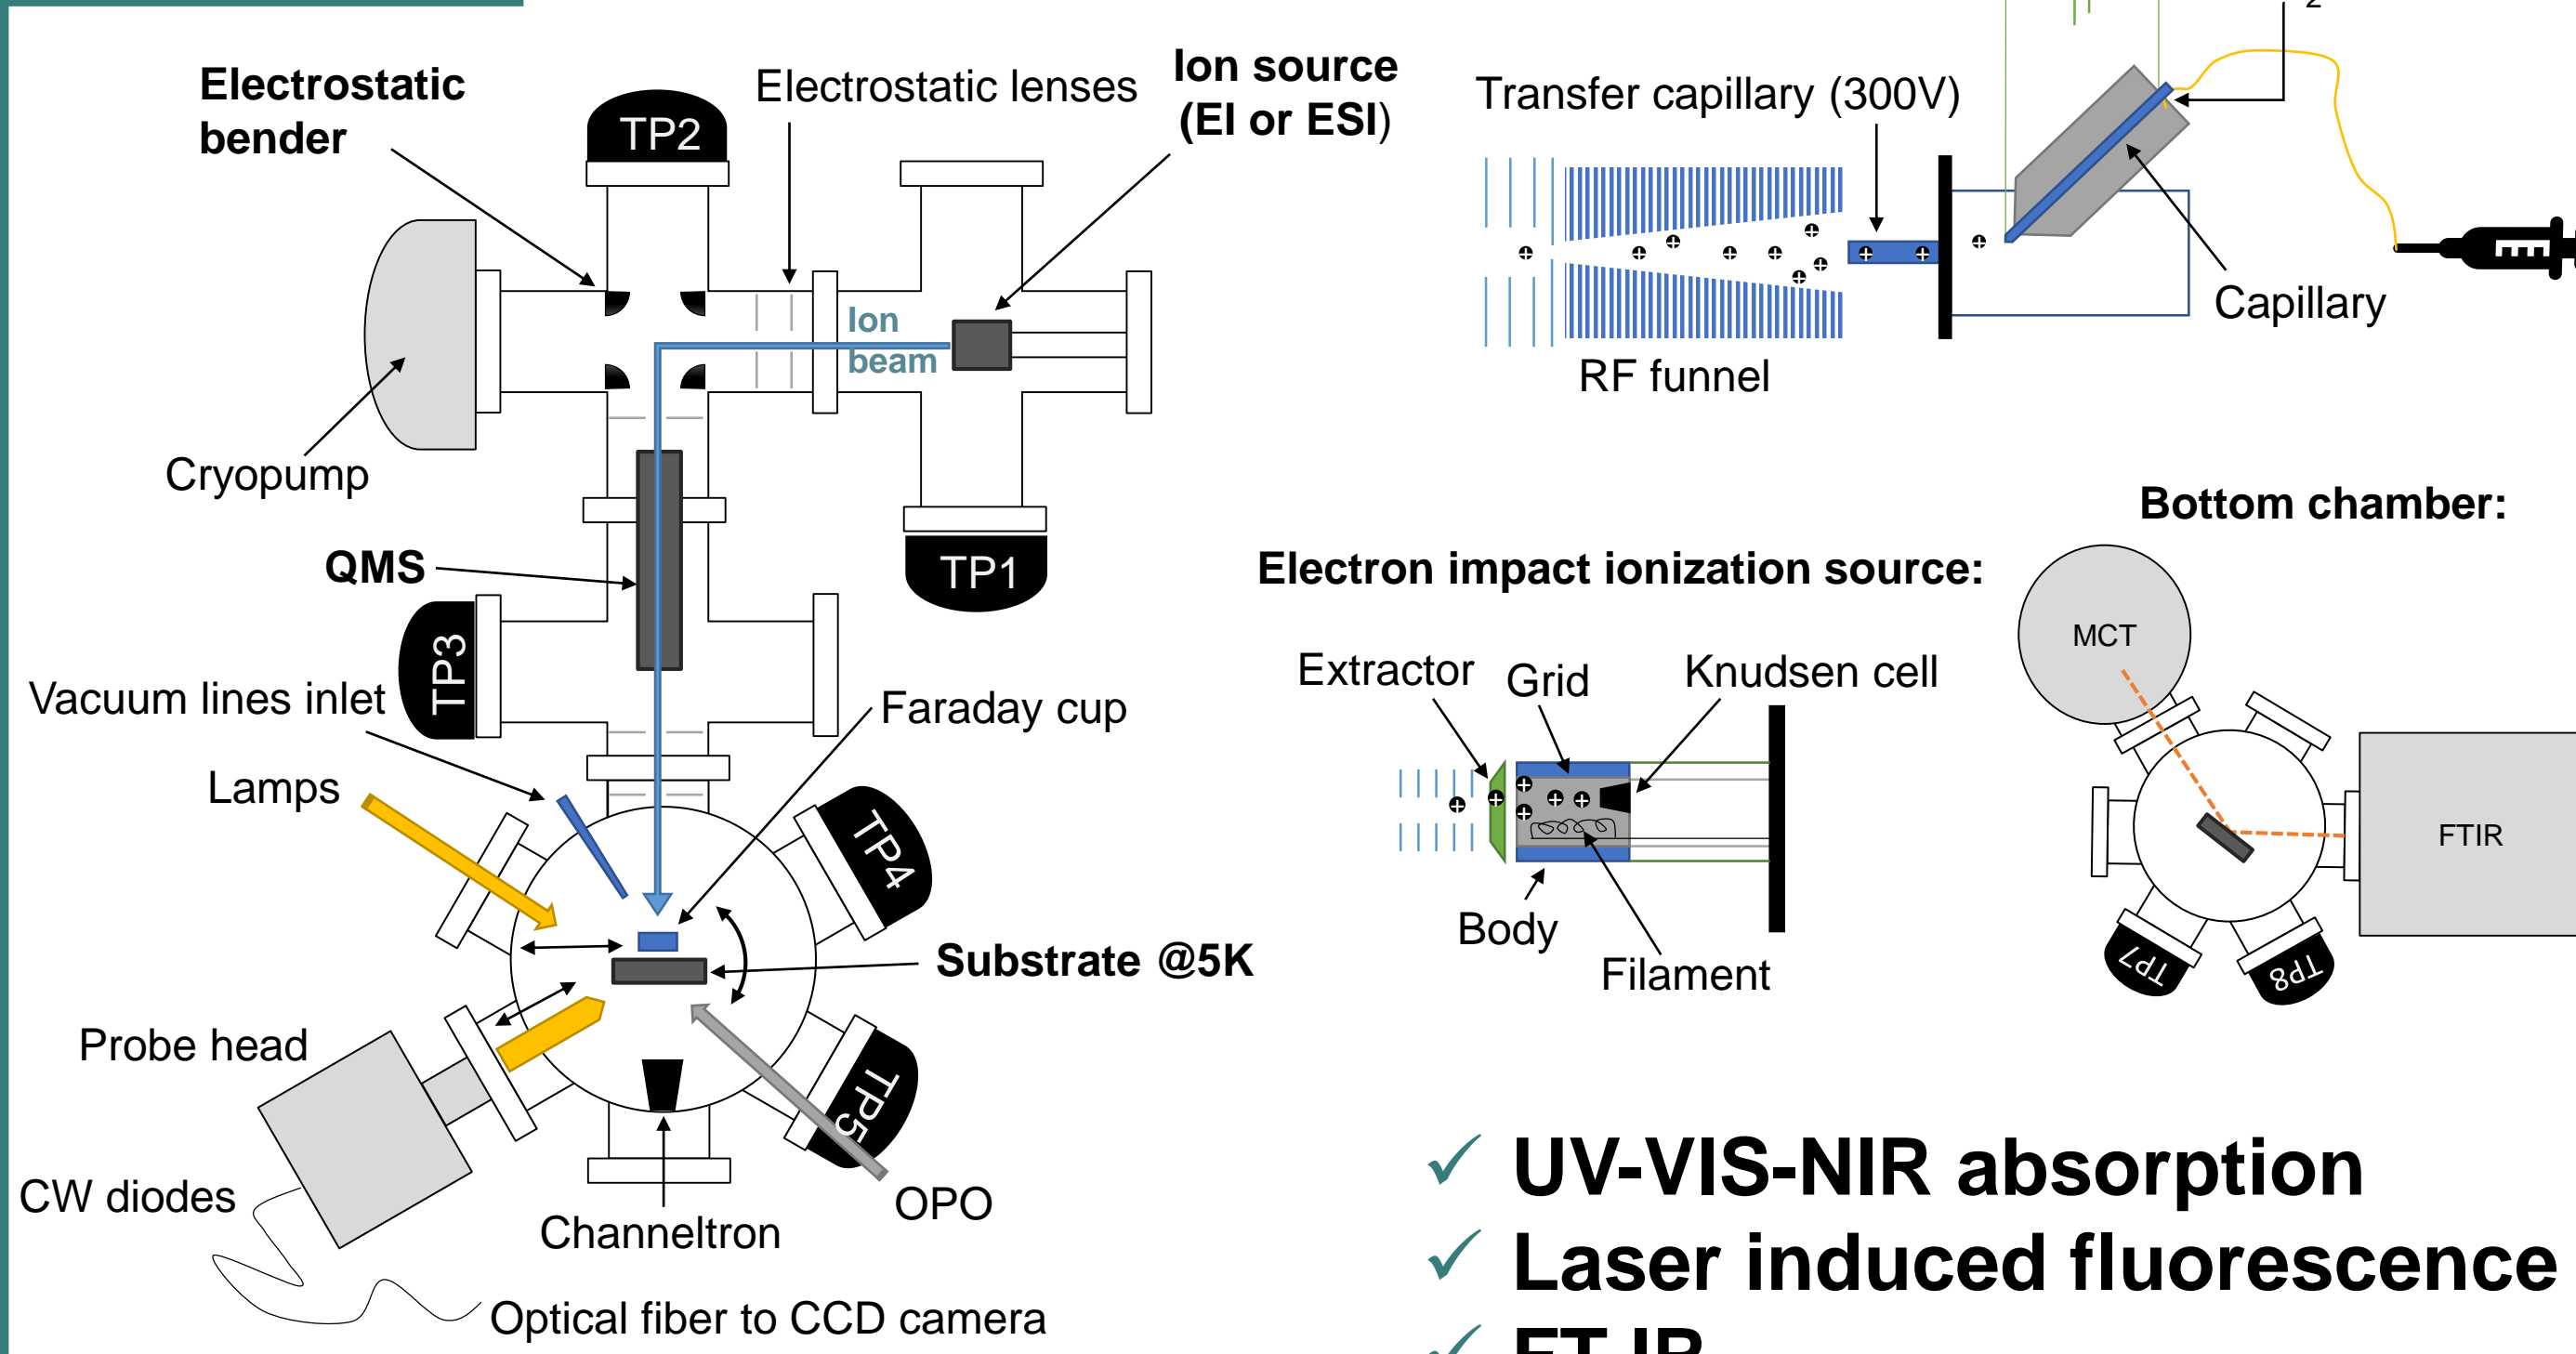 Electrostatic
bender
TP2
Electrostatic lenses
Ion source
(EI or ESI)
Ion
beam
Cryopump
QMS
TP1
TP3
Vacuum lines inlet
Lamps
Faraday cup
TP4
Substrate @5K
Probe head
TP5
CW diodes
Channeltron
OPO
Optical fiber to CCD camera
2
Transfer capillary (300V)
Capillary
RF funnel
Electron impact ionization source:
Extractor
Grid
Knudsen cell
Body
Filament
Bottom chamber:
MCT
FTIR
TP7
TP8
✓ UV-VIS-NIR absorption
✓ Laser induced fluorescence
✓ FT-IR